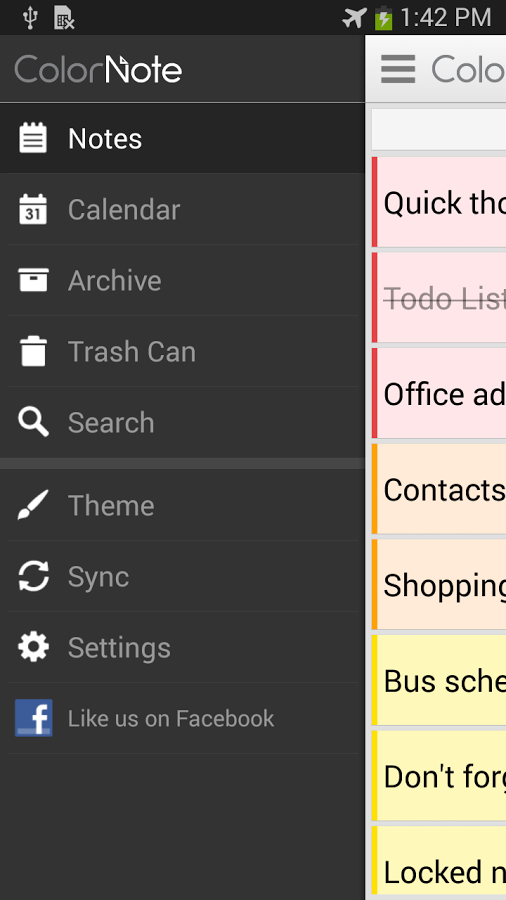 1:42 PM
ColorNote
Notes
31
Calendar
Archive
Trash Can
Search
Theme
Sync
Settings
f
Like us on Facebook
Colo
Quick tho
Todo List
Office ad
Contacts
Shopping
Bus sche
Don't forg
Locked n